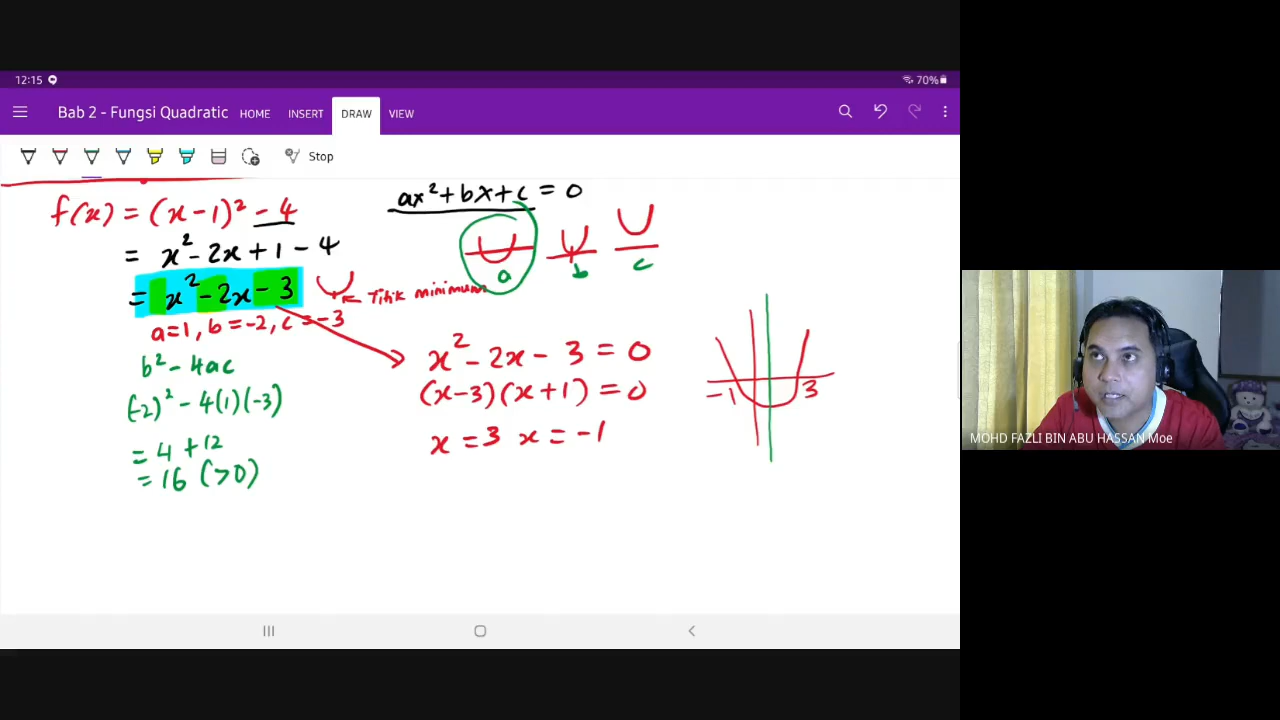 12:15 70%
Bab 2 - Fungsi Quadratic HOME INSERT DRAW VIEW
Stop
ax² + bx + c = 0
f(x) = (x-1)² - 4
= x² - 2x + 1 - 4
= x² - 2x - 3
Titik minimum
a b c
a=1, b = -2, c = -3
b² - 4ac
(-2)² - 4(1)(-3)
= 4 + 12
= 16 (>0)
x² - 2x - 3 = 0
(x-3)(x+1) = 0
x = 3 x = -1
-1 3
MOHD FAZLI BIN ABU HASSAN Moe